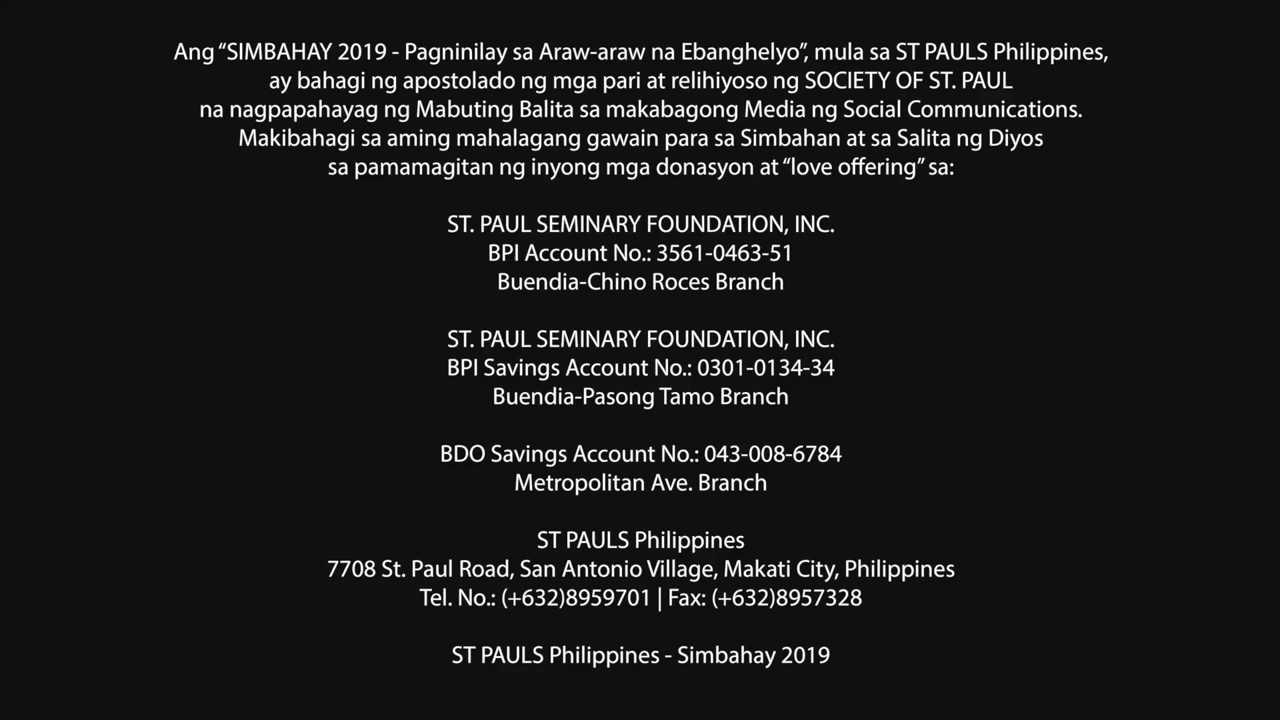 Ang “SIMBAHAY 2019 - Pagninilay sa Araw-araw na Ebanghelyo”, mula sa ST PAULS Philippines,
ay bahagi ng apostolado ng mga pari at relihiyoso ng SOCIETY OF ST. PAUL
na nagpapahayag ng Mabuting Balita sa makabagong Media ng Social Communications.
Makibahagi sa aming mahalagang gawain para sa Simbahan at sa Salita ng Diyos
sa pamamagitan ng inyong mga donasyon at “love offering” sa:
ST. PAUL SEMINARY FOUNDATION, INC.
BPI Account No.: 3561-0463-51
Buendia-Chino Roces Branch
ST. PAUL SEMINARY FOUNDATION, INC.
BPI Savings Account No.: 0301-0134-34
Buendia-Pasong Tamo Branch
BDO Savings Account No.: 043-008-6784
Metropolitan Ave. Branch
ST PAULS Philippines
7708 St. Paul Road, San Antonio Village, Makati City, Philippines
Tel. No.: (+632)8959701 | Fax: (+632)8957328
ST PAULS Philippines - Simbahay 2019